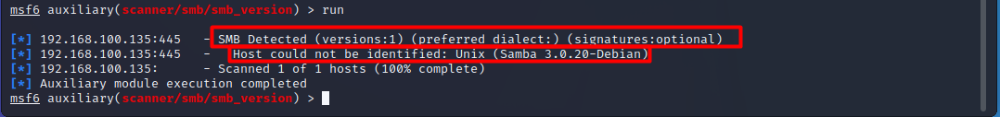 msf6 auxiliary(scanner/smb/smb_version) > run
[*] 192.168.100.135:445 - SMB Detected (versions:1) (preferred dialect:) (signatures:optional)
[*] 192.168.100.135:445 - Host could not be identified: Unix (Samba 3.0.20-Debian)
[*] 192.168.100.135: - Scanned 1 of 1 hosts (100% complete)
[*] Auxiliary module execution completed
msf6 auxiliary(scanner/smb/smb_version) >